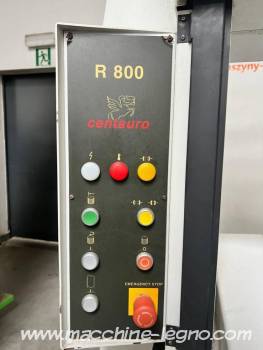 R 800
centauro
EMERGENCY STOP
www.macchine-legno.com